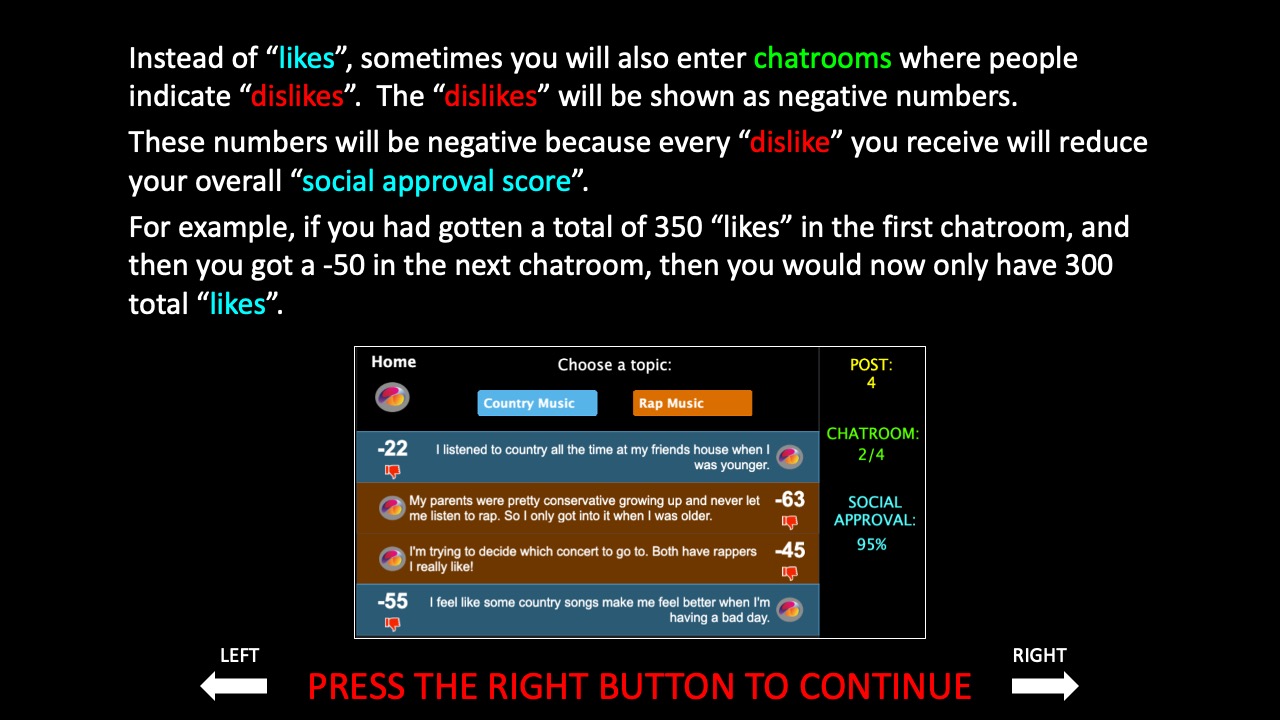 Instead of “likes”, sometimes you will also enter chatrooms where people
indicate “dislikes”.  The “dislikes” will be shown as negative numbers.
These numbers will be negative because every “dislike” you receive will reduce
your overall “social approval score”.
For example, if you had gotten a total of 350 “likes” in the first chatroom, and
then you got a -50 in the next chatroom, then you would now only have 300
total “likes”.
Home
Choose a topic:
Country Music
Rap Music
-22
I listened to country all the time at my friends house when I
was younger.
My parents were pretty conservative growing up and never let
me listen to rap. So I only got into it when I was older.
-63
I'm trying to decide which concert to go to. Both have rappers
I really like!
-45
-55
I feel like some country songs make me feel better when I'm
having a bad day.
POST:
4
CHATROOM:
2/4
SOCIAL
APPROVAL:
95%
LEFT
PRESS THE RIGHT BUTTON TO CONTINUE
RIGHT